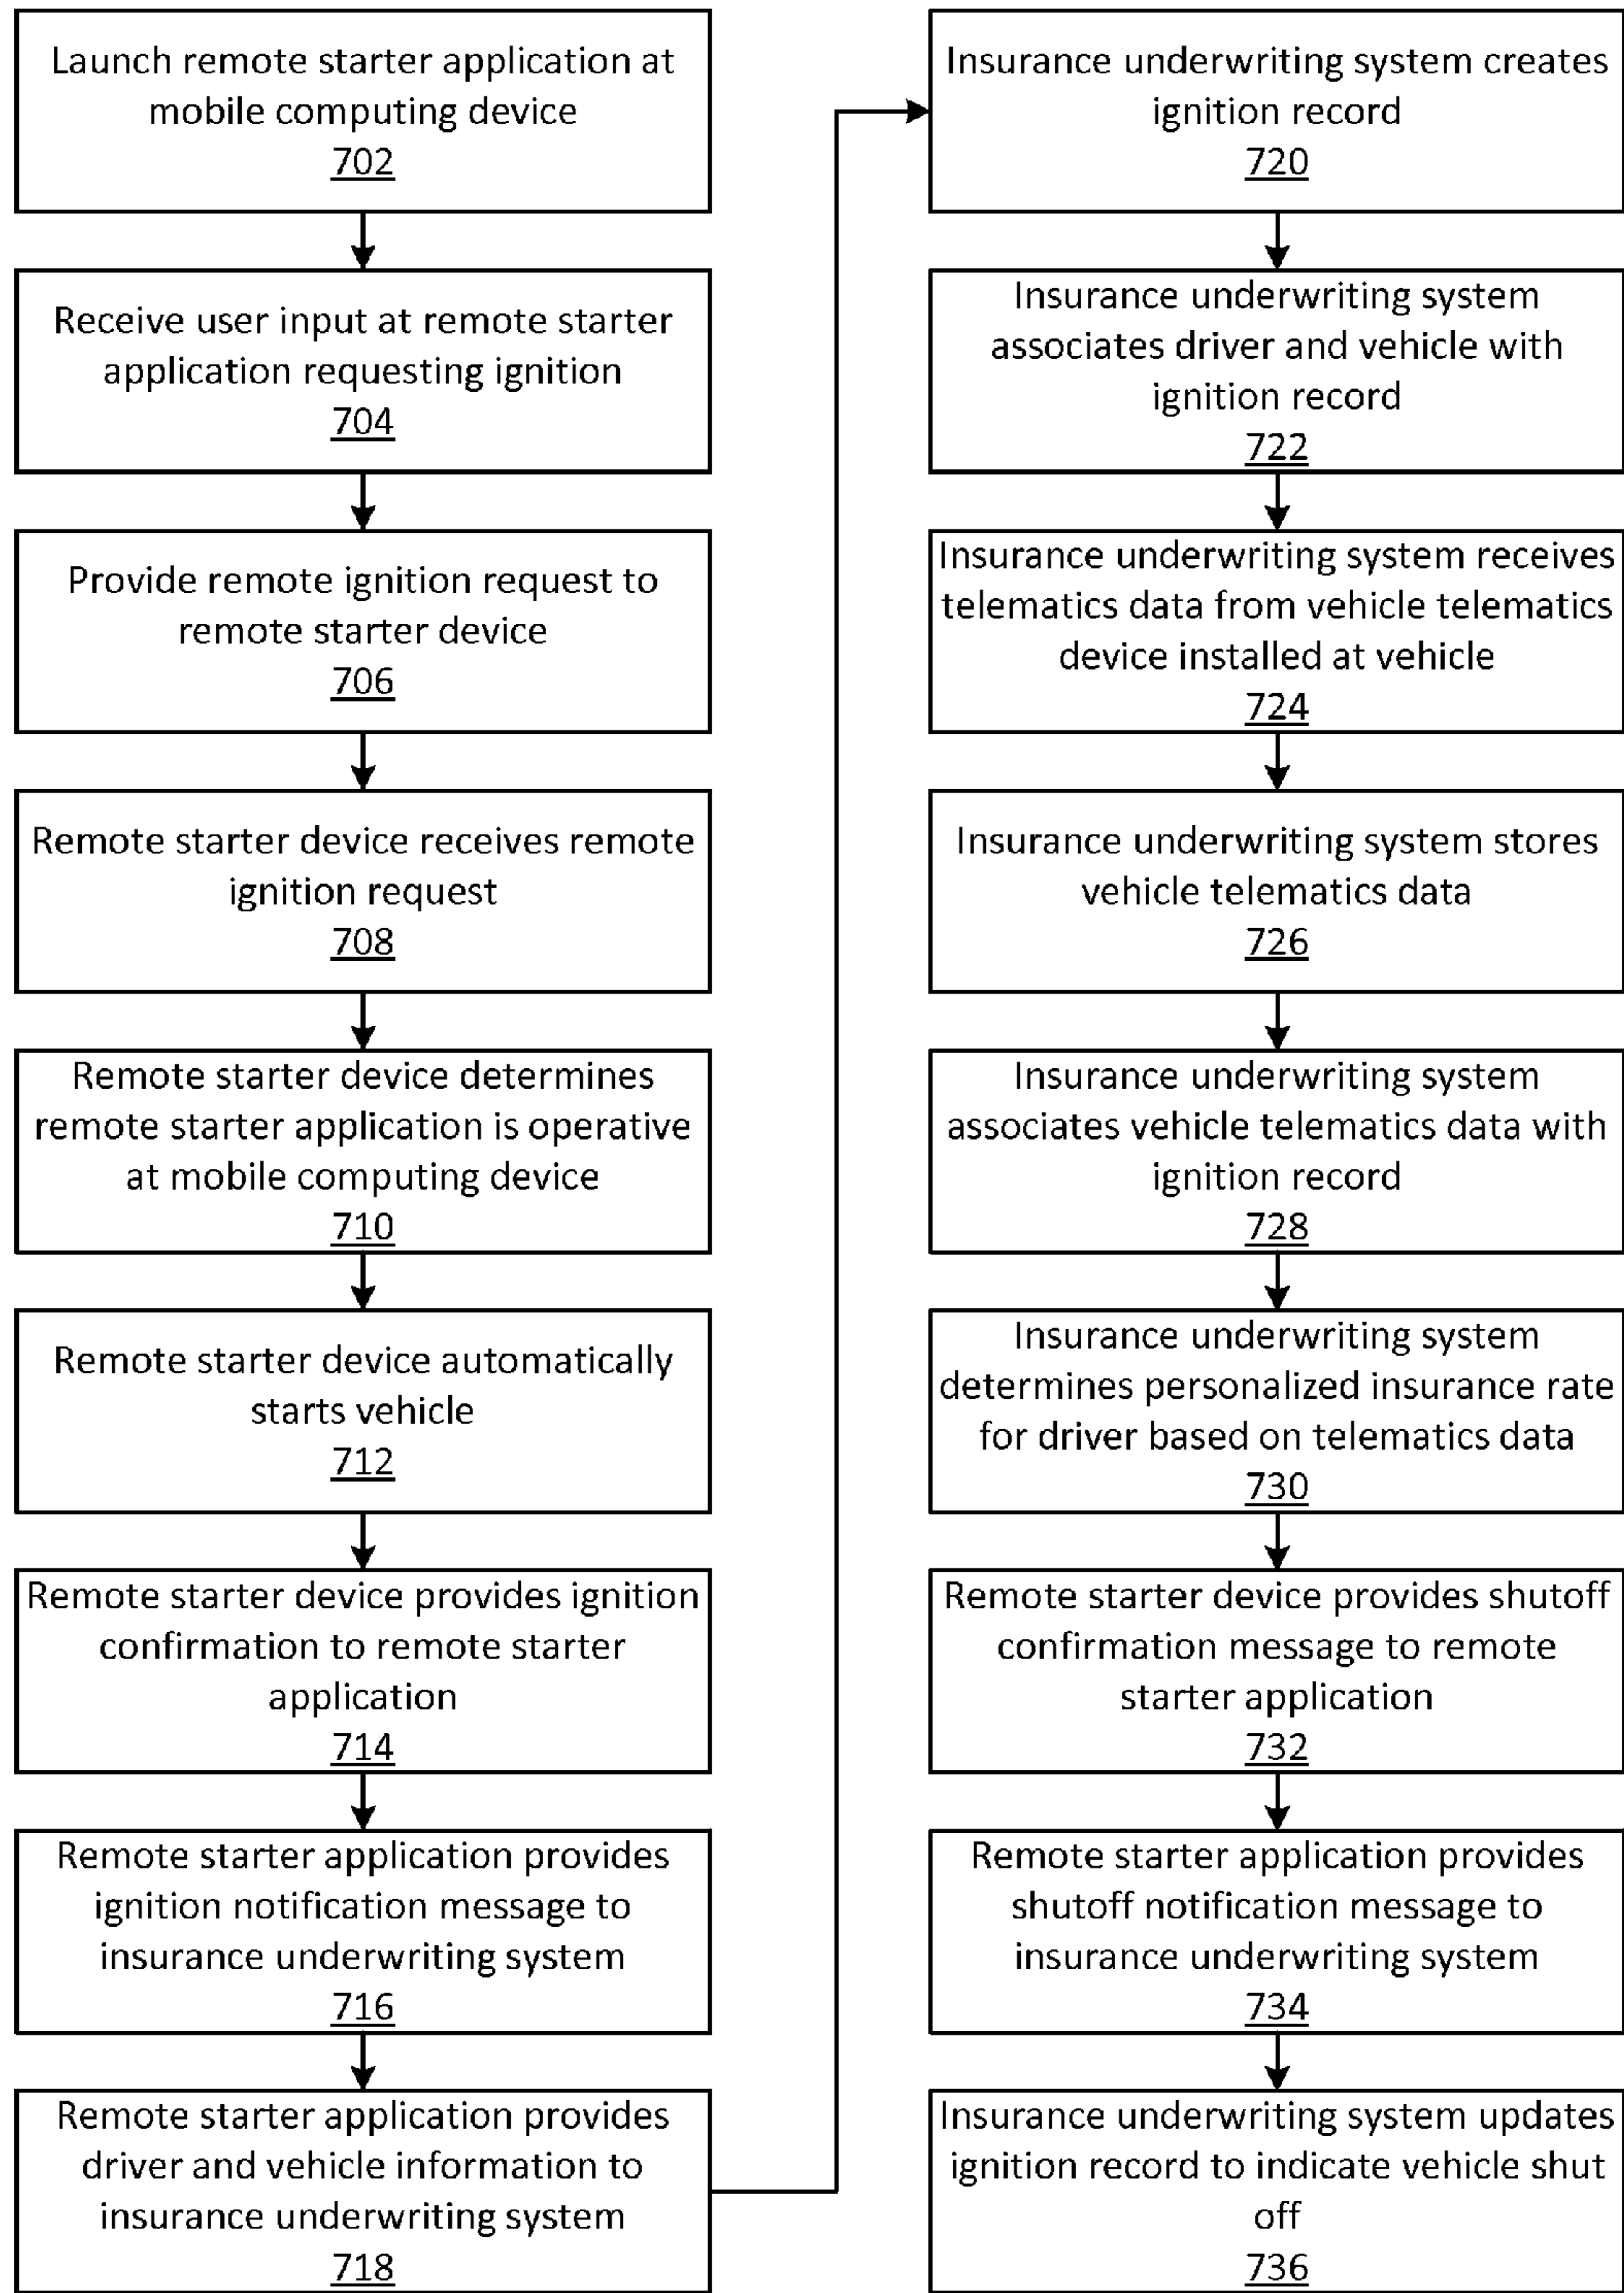 Launch remote starter application at
mobile computing device
702
Receive user input at remote starter
application requesting ignition
704
Provide remote ignition request to
remote starter device
706
Remote starter device receives remote
ignition request
708
Remote starter device determines
remote starter application is operative
at mobile computing device
710
Remote starter device automatically
starts vehicle
712
Remote starter device provides ignition
confirmation to remote starter
application
714
Remote starter application provides
ignition notification message to
insurance underwriting system
716
Remote starter application provides
driver and vehicle information to
insurance underwriting system
718
Insurance underwriting system creates
ignition record
720
Insurance underwriting system
associates driver and vehicle with
ignition record
722
Insurance underwriting system receives
telematics data from vehicle telematics
device installed at vehicle
724
Insurance underwriting system stores
vehicle telematics data
726
Insurance underwriting system
associates vehicle telematics data with
ignition record
728
Insurance underwriting system
determines personalized insurance rate
for driver based on telematics data
730
Remote starter device provides shutoff
confirmation message to remote
starter application
732
Remote starter application provides
shutoff notification message to
insurance underwriting system
734
Insurance underwriting system updates
ignition record to indicate vehicle shut
off
736